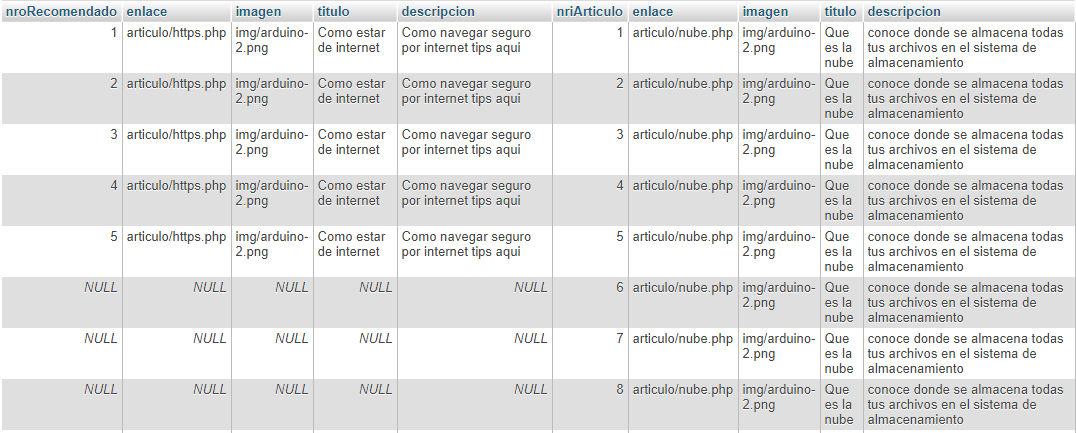 nroRecomendado enlace imagen titulo descripcion nriArticulo enlace imagen titulo descripcion
1 articulo/https.php img/arduino- Como estar Como navegar seguro 1 articulo/nube.php img/arduino- Que conoce donde se almacena todas
2.png de internet por internet tips aqui 2.png es la tus archivos en el sistema de
nube almacenamiento
2 articulo/https.php img/arduino- Como estar Como navegar seguro 2 articulo/nube.php img/arduino- Que conoce donde se almacena todas
2.png de internet por internet tips aqui 2.png es la tus archivos en el sistema de
nube almacenamiento
3 articulo/https.php img/arduino- Como estar Como navegar seguro 3 articulo/nube.php img/arduino- Que conoce donde se almacena todas
2.png de internet por internet tips aqui 2.png es la tus archivos en el sistema de
nube almacenamiento
4 articulo/https.php img/arduino- Como estar Como navegar seguro 4 articulo/nube.php img/arduino- Que conoce donde se almacena todas
2.png de internet por internet tips aqui 2.png es la tus archivos en el sistema de
nube almacenamiento
5 articulo/https.php img/arduino- Como estar Como navegar seguro 5 articulo/nube.php img/arduino- Que conoce donde se almacena todas
2.png de internet por internet tips aqui 2.png es la tus archivos en el sistema de
nube almacenamiento
NULL NULL NULL NULL NULL 6 articulo/nube.php img/arduino- Que conoce donde se almacena todas
2.png es la tus archivos en el sistema de
nube almacenamiento
NULL NULL NULL NULL NULL 7 articulo/nube.php img/arduino- Que conoce donde se almacena todas
2.png es la tus archivos en el sistema de
nube almacenamiento
NULL NULL NULL NULL NULL 8 articulo/nube.php img/arduino- Que conoce donde se almacena todas
2.png es la tus archivos en el sistema de
nube almacenamiento